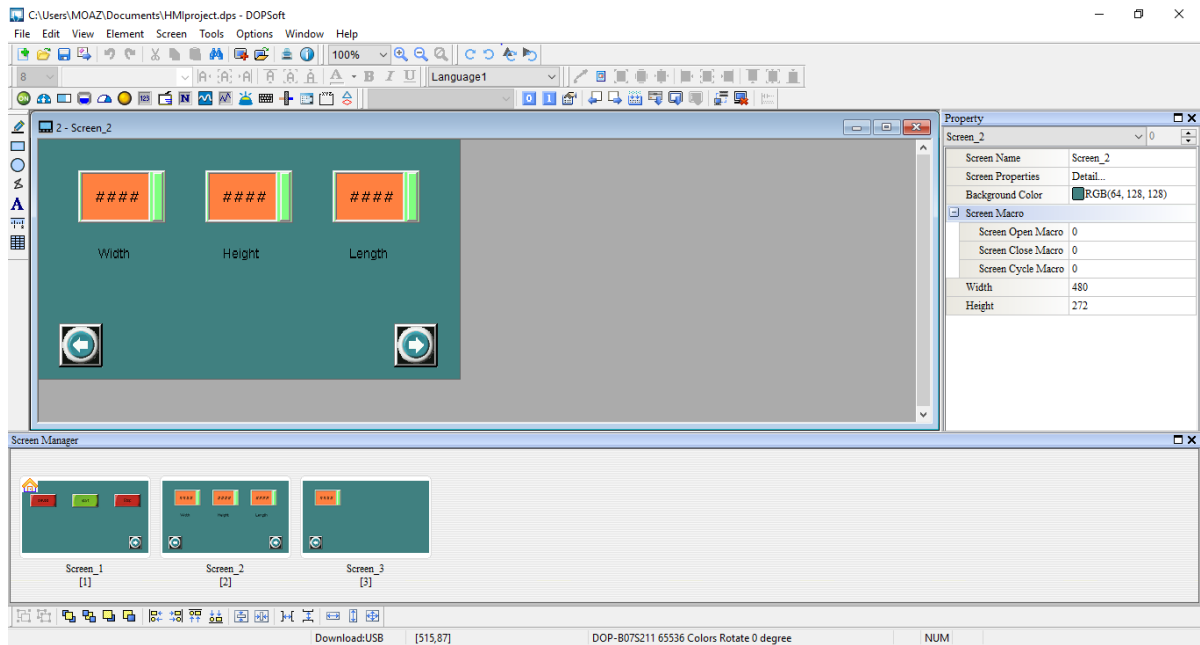 C:\Users\MOAZ\Documents\HMIproject.dps - DOPSoft
File Edit View Element Screen Tools Options Window Help
100%
8 Language1
2 - Screen_2
####
####
####
Width
Height
Length
Property
Screen_2 0
Screen Name Screen_2
Screen Properties Detail...
Background Color RGB(64, 128, 128)
Screen Macro
Screen Open Macro 0
Screen Close Macro 0
Screen Cycle Macro 0
Width 480
Height 272
Screen Manager
####
####
####
Width
Height
Length
####
Screen_1
[1]
Screen_2
[2]
Screen_3
[3]
Download:USB [515,87] DOP-B07S211 65536 Colors Rotate 0 degree NUM